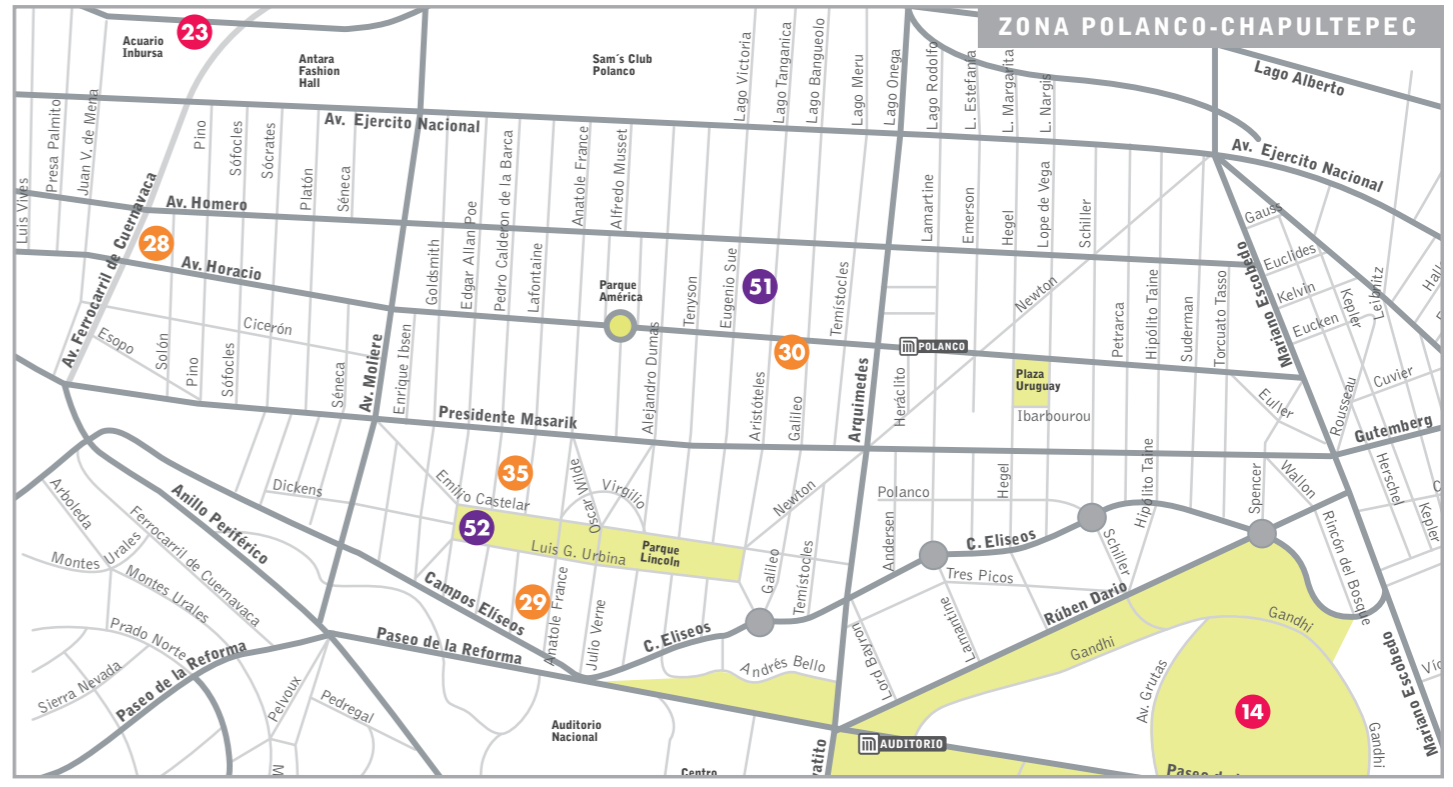 ZONA POLANCO-CHAPULTEPEC
23
Acuario
Inbursa
Antara
Fashion
Hall
Sam´s Club
Polanco
Lago Victoria
Lago Tanganica
Lago Bangueolo
Lago Meru
Lago Onega
Lago Rodolfo
L. Estefanía
L. Margarita
L. Nargis
Lago Alberto
Av. Ejercito Nacional
Av. Ejercito Nacional
Luis Vives
Presa Palmito
Juan V. de Mena
Pino
Sófocles
Sócrates
Platón
Séneca
Av. Homero
Goldsmith
Edgar Allan Poe
Pedro Calderon de la Barca
Lafontaine
Anatole France
Alfredo Musset
Lamartine
Emerson
Hegel
Lope de Vega
Schiller
Gauss
Euclides
Kelvin
Eucken
Kepler
Leibritz
Hall
28
Av. Horacio
Av. Ferrocarril de Cuernavaca
Parque
América
Tenyson
Eugenio Sue
51
Temístocles
30
Newton
Mariano Escobedo
Petrarca
Hipólito Taine
Suderman
Torcuato Tasso
POLANCO
Esopo
Cicerón
Solón
Pino
Sófocles
Séneca
Av. Moliere
Enrique Ibsen
Alejandro Dumas
Aristóteles
Galileo
Arquimedes
Heráclito
Plaza
Uruguay
Ibarbourou
Euller
Rousseau
Cuvier
Gutemberg
Presidente Masarik
35
Emilio Castelar
Oscar Wilde
Virgilio
Newton
Polanco
Hegel
Hipólito Taine
Spencer
Wallon
Herschel
Kepler
Dickens
Anillo Periférico
Arboleda
Ferrocarril de Cuernavaca
Montes Urales
Montes Urales
52
Luis G. Urbina
Parque
Lincoln
Galileo
Temístocles
Andersen
C. Eliseos
Schiller
Rincón del Bosque
Tres Picos
Campos Elíseos
29
Anatole France
Julio Verne
C. Eliseos
Andrés Bello
Lord Bayron
Lamantine
Rúben Dario
Gandhi
Gandhi
Mariano Escobedo
Prado Norte
Sierra Nevada
Paseo de la Reforma
Paseo de la Reforma
Pelvoux
Pedregal
Auditorio
Nacional
AUDITORIO
Av. Grutas
14
Gandhi
Centro